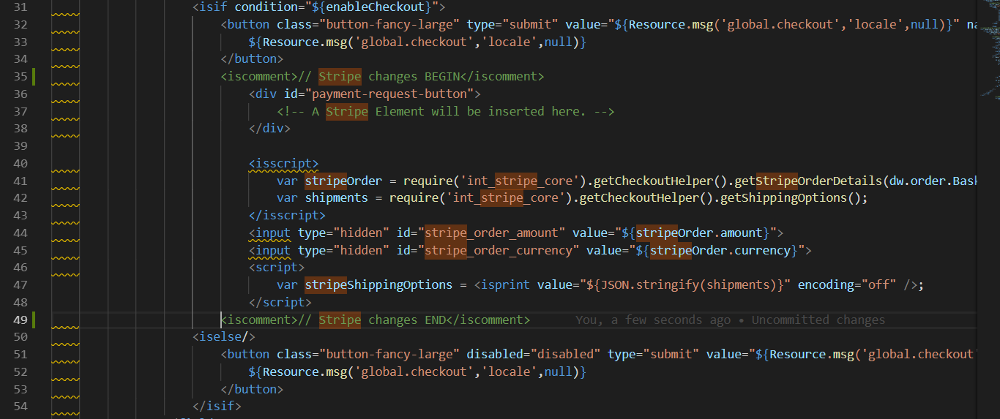 31 <isif condition="${enableCheckout}">
32 <button class="button-fancy-large" type="submit" value="${Resource.msg('global.checkout','locale',null)}" na
33 ${Resource.msg('global.checkout','locale',null)}
34 </button>
35 <iscomment>// Stripe changes BEGIN</iscomment>
36 <div id="payment-request-button">
37 <!-- A Stripe Element will be inserted here. -->
38 </div>
39
40 <isscript>
41 var stripeOrder = require('int_stripe_core').getCheckoutHelper().getStripeOrderDetails(dw.order.Bask
42 var shipments = require('int_stripe_core').getCheckoutHelper().getShippingOptions();
43 </isscript>
44 <input type="hidden" id="stripe_order_amount" value="${stripeOrder.amount}">
45 <input type="hidden" id="stripe_order_currency" value="${stripeOrder.currency}">
46 <script>
47 var stripeShippingOptions = <isprint value="${JSON.stringify(shipments)}" encoding="off" />;
48 </script>
49 <iscomment>// Stripe changes END</iscomment> You, a few seconds ago • Uncommitted changes
50 <iselse/>
51 <button class="button-fancy-large" disabled="disabled" type="submit" value="${Resource.msg('global.checkout'
52 ${Resource.msg('global.checkout','locale',null)}
53 </button>
54 </isif>